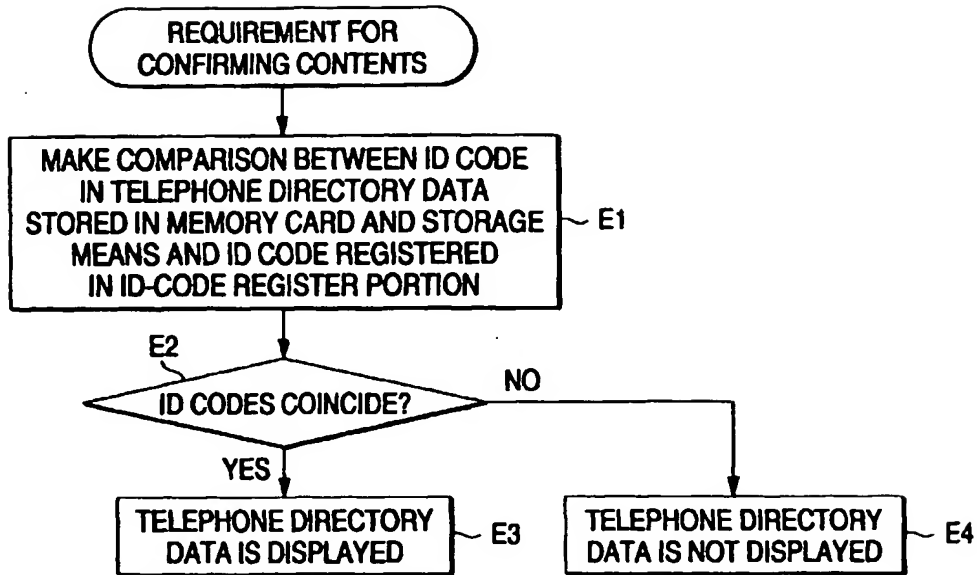 REQUIREMENT FOR
CONFIRMING CONTENTS
MAKE COMPARISON BETWEEN ID CODE
IN TELEPHONE DIRECTORY DATA
STORED IN MEMORY CARD AND STORAGE
MEANS AND ID CODE REGISTERED
IN ID-CODE REGISTER PORTION
E1
E2
ID CODES COINCIDE?
NO
YES
TELEPHONE DIRECTORY
DATA IS DISPLAYED
E3
TELEPHONE DIRECTORY
DATA IS NOT DISPLAYED
E4